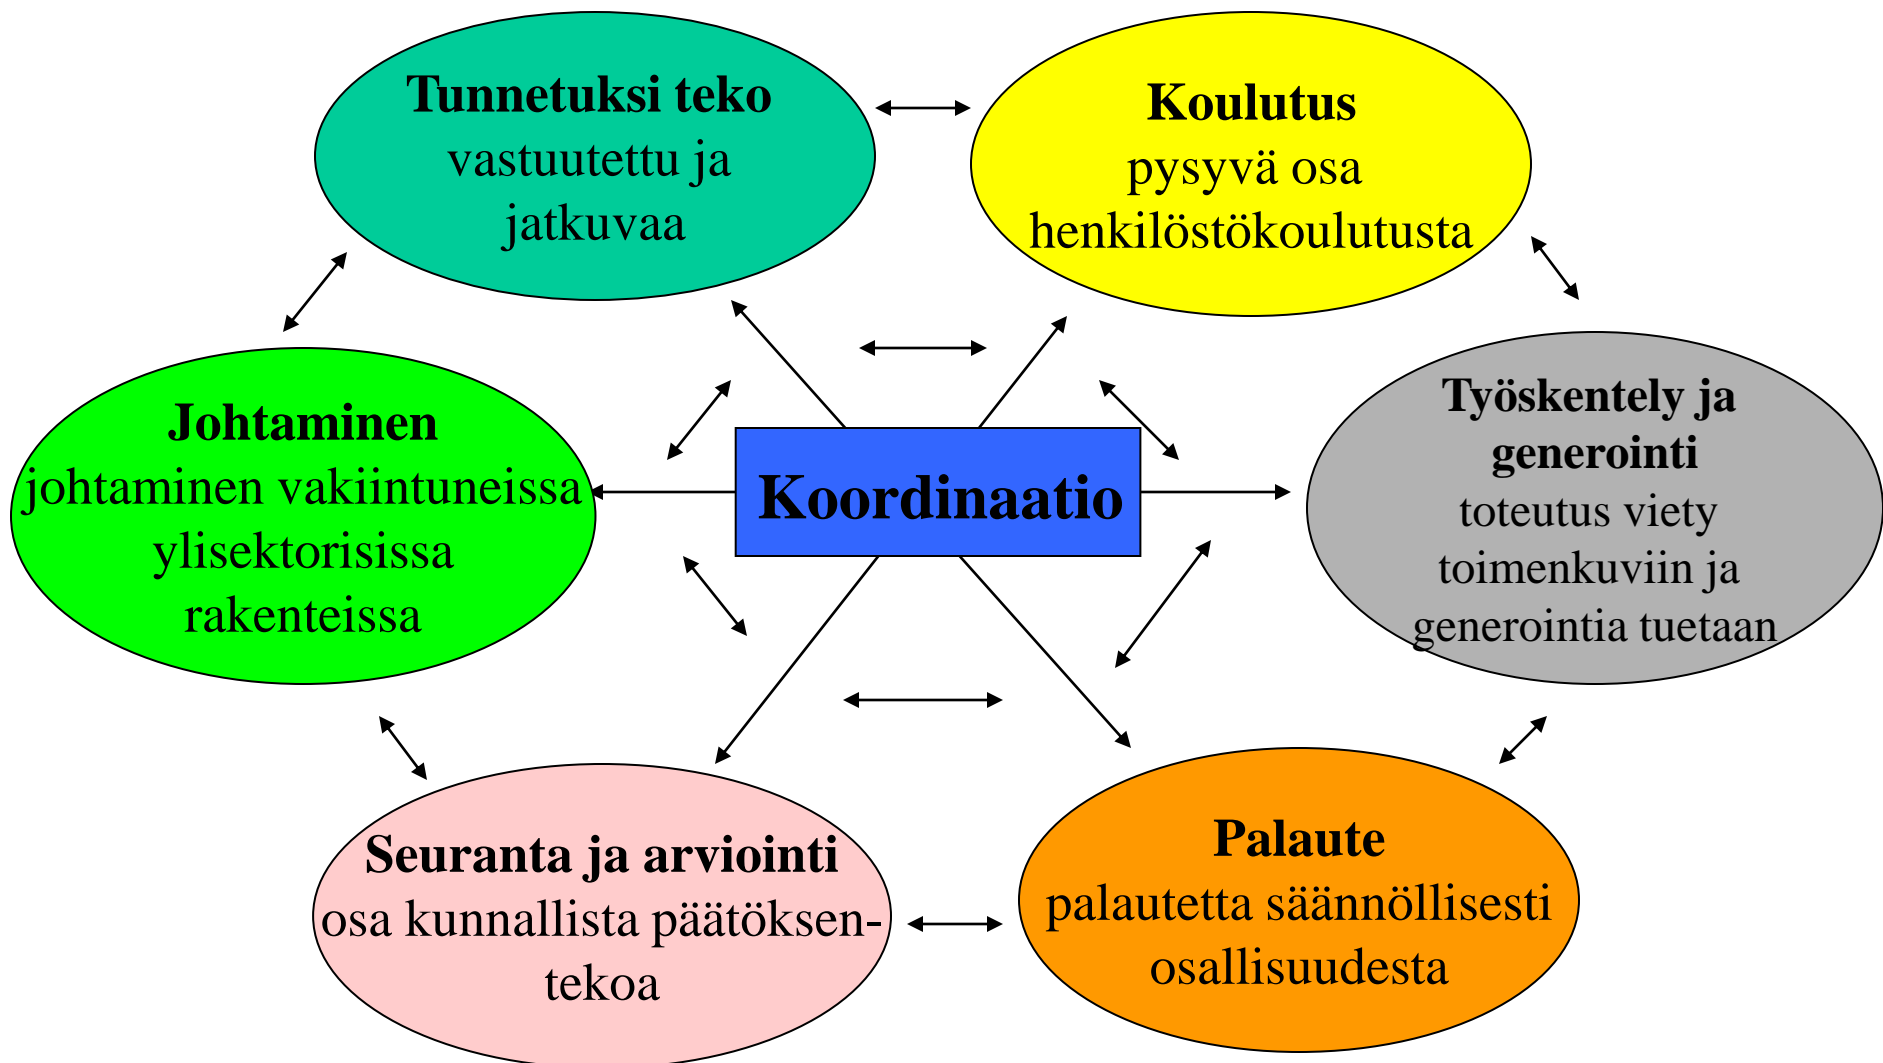 Tunnetuksi teko
vastuutettu ja
jatkuvaa
Koulutus
pysyvä osa
henkilöstökoulutusta
Johtaminen
johtaminen vakiintuneissa
ylisektorisissa
rakenteissa
Koordinaatio
Työskentely ja
generointi
toteutus viety
toimenkuviin ja
generointia tuetaan
Seuranta ja arviointi
osa kunnallista päätöksen-
tekoa
Palaute
palautetta säännöllisesti
osallisuudesta